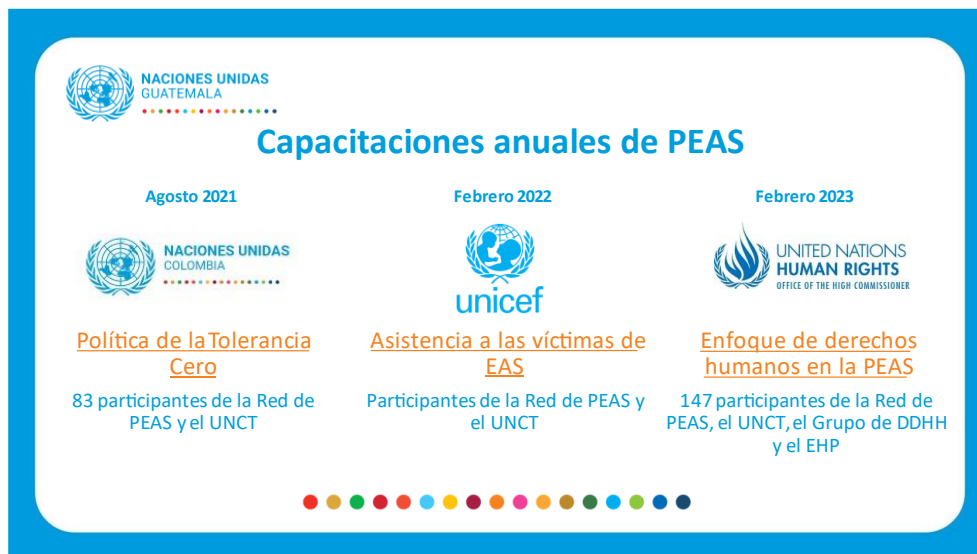 NACIONES UNIDAS
GUATEMALA
Capacitaciones anuales de PEAS
Agosto 2021
NACIONES UNIDAS
COLOMBIA
Política de la Tolerancia
Cero
83 participantes de la Red de
PEAS y el UNCT
Febrero 2022
unicef
Asistencia a las víctimas de
EAS
Participantes de la Red de PEAS y
el UNCT
Febrero 2023
UNITED NATIONS
HUMAN RIGHTS
OFFICE OF THE HIGH COMMISSIONER
Enfoque de derechos
humanos en la PEAS
147 participantes de la Red de
PEAS, el UNCT, el Grupo de DDHH
y el EHP